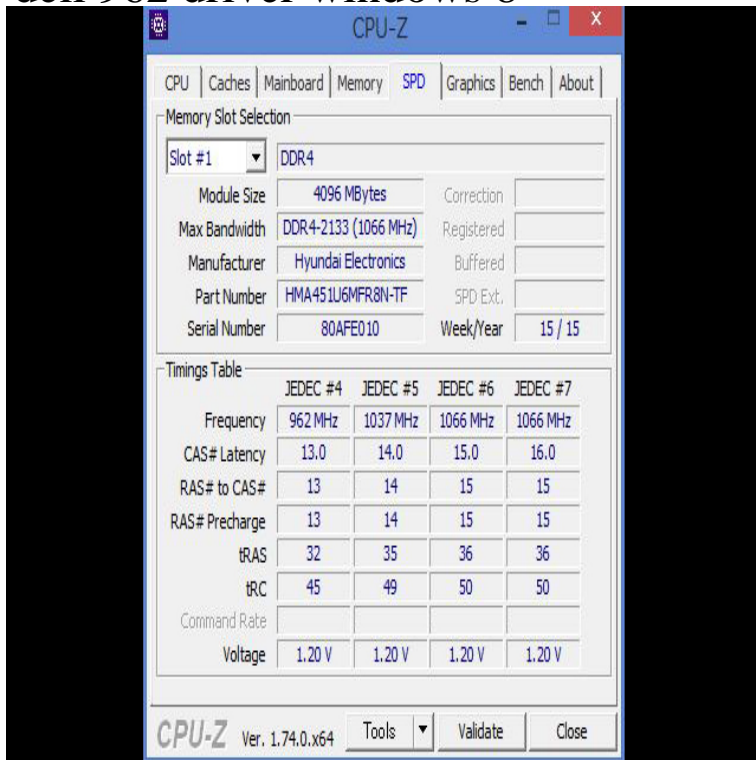 dell 962 driver windows 8
CPU-Z
CPU Caches Mainboard Memory SPD Graphics Bench About
Memory Slot Selection
Slot #1 DDR4
Module Size 4096 MBytes Correction
Max Bandwidth DDR4-2133 (1066 MHz) Registered
Manufacturer Hyundai Electronics Buffered
Part Number HMA451U6MFR8N-TF SPD Ext.
Serial Number 80AFE010 Week/Year 15 / 15
Timings Table
JEDEC #4 JEDEC #5 JEDEC #6 JEDEC #7
Frequency 962 MHz 1037 MHz 1066 MHz 1066 MHz
CAS# Latency 13.0 14.0 15.0 16.0
RAS# to CAS# 13 14 15 15
RAS# Precharge 13 14 15 15
tRAS 32 35 36 36
tRC 45 49 50 50
Command Rate
Voltage 1.20 V 1.20 V 1.20 V 1.20 V
CPU-Z Ver. 1.74.0.x64 Tools Validate Close